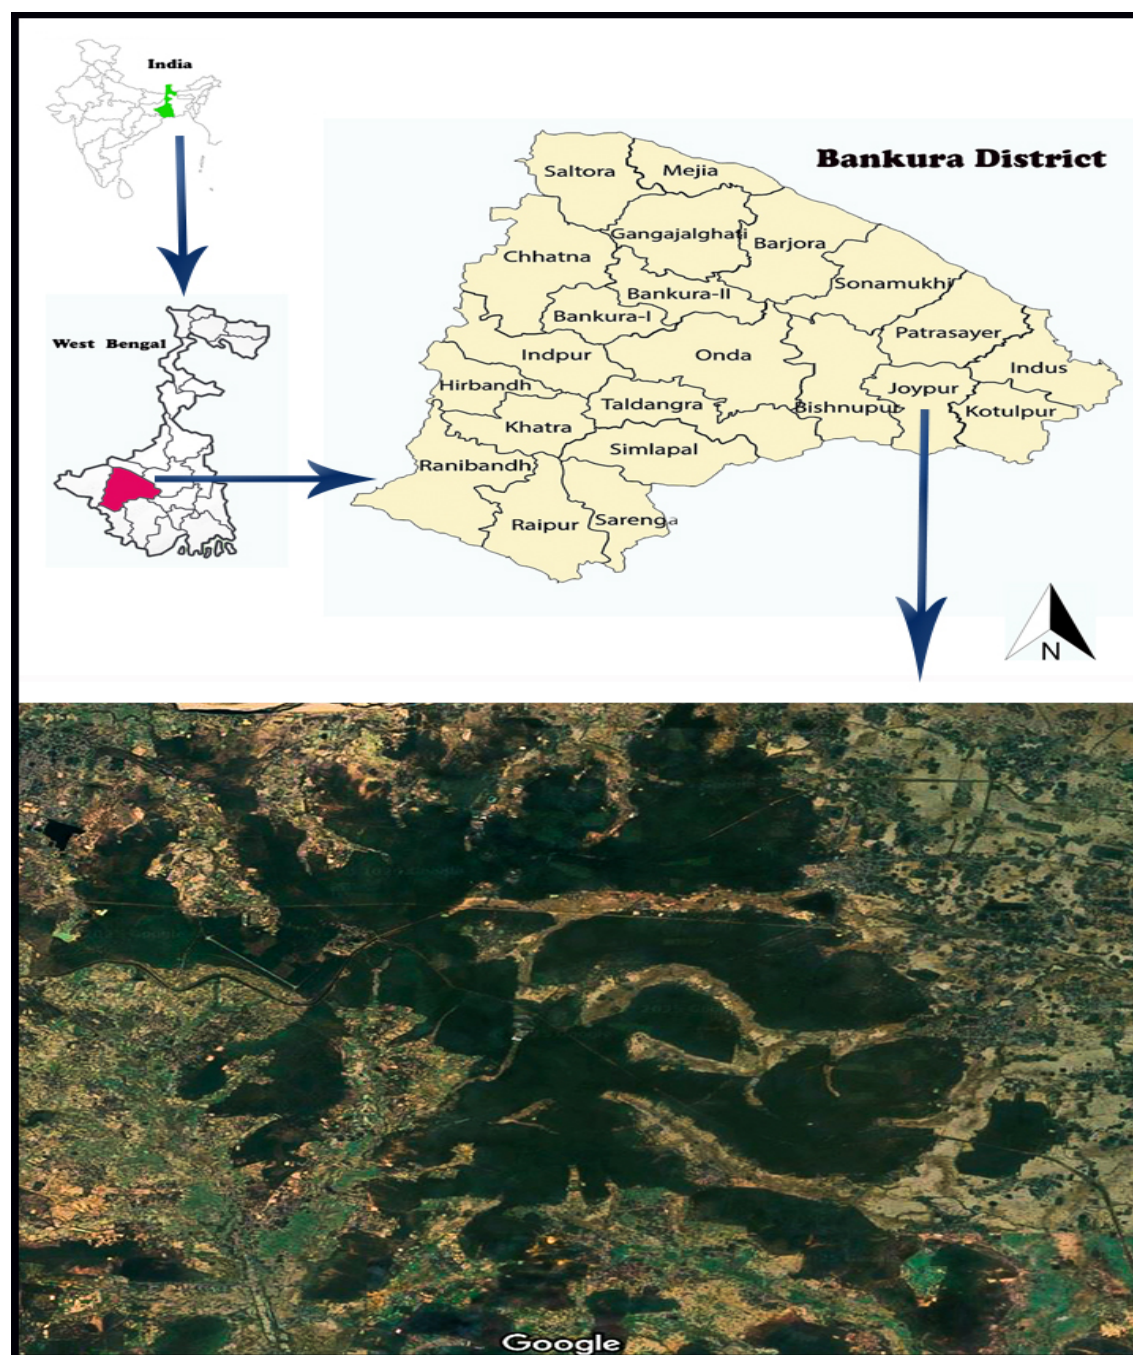 India
Bankura District
Saltora
Mejia
Gangajalghati
Barjora
Chhatna
Sonamukhi
Bankura-II
Bankura-I
West Bengal
Patrasayer
Indpur
Onda
Indus
Hirbandh
Joypur
Taldangra
Bishnupur
Kotulpur
Khatra
Simlapal
Ranibandh
Raipur
Sarenga
N
Google